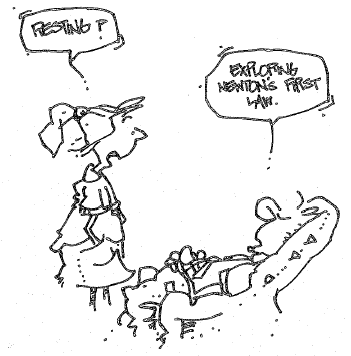 RESTING ?
EXPLORING
NEWTON'S FIRST
LAW.